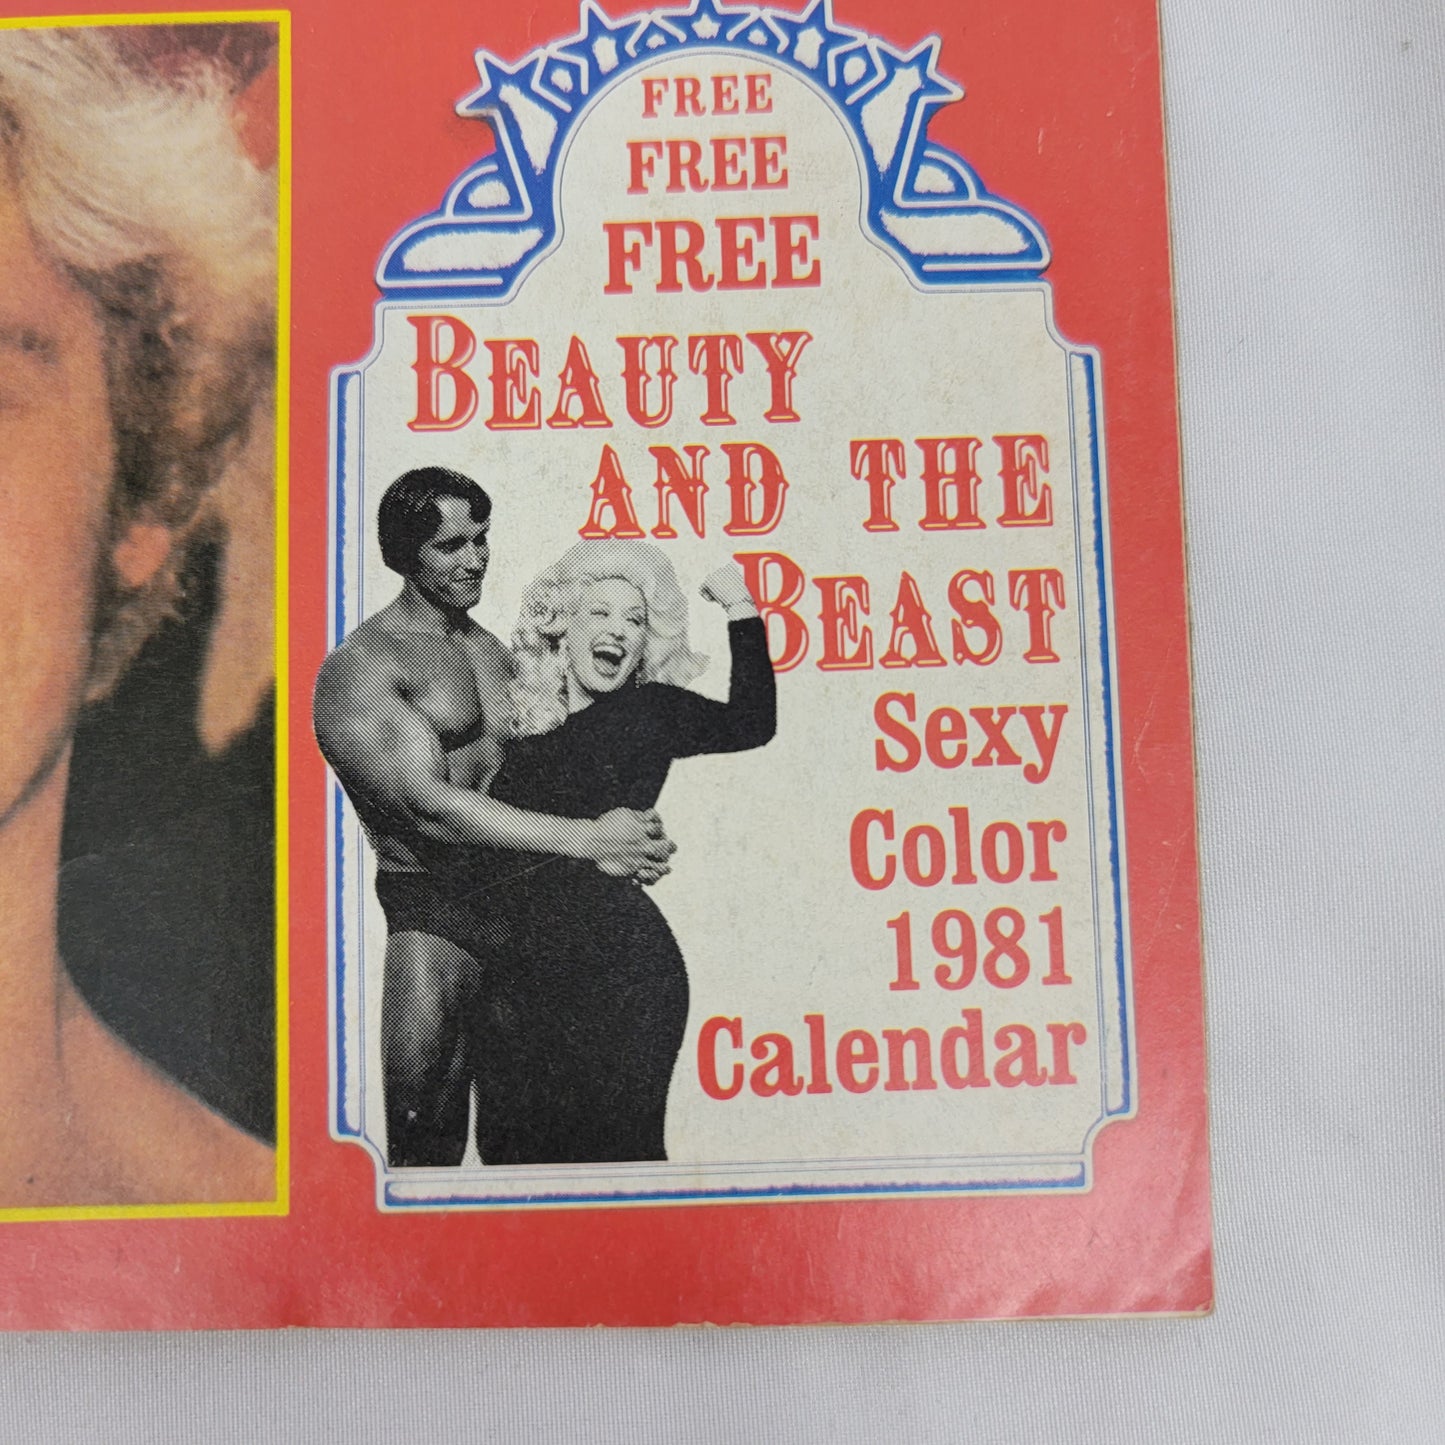 FREE
FREE
FREE
BEAUTY
AND THE
BEAST
Sexy
Color
1981
Calendar